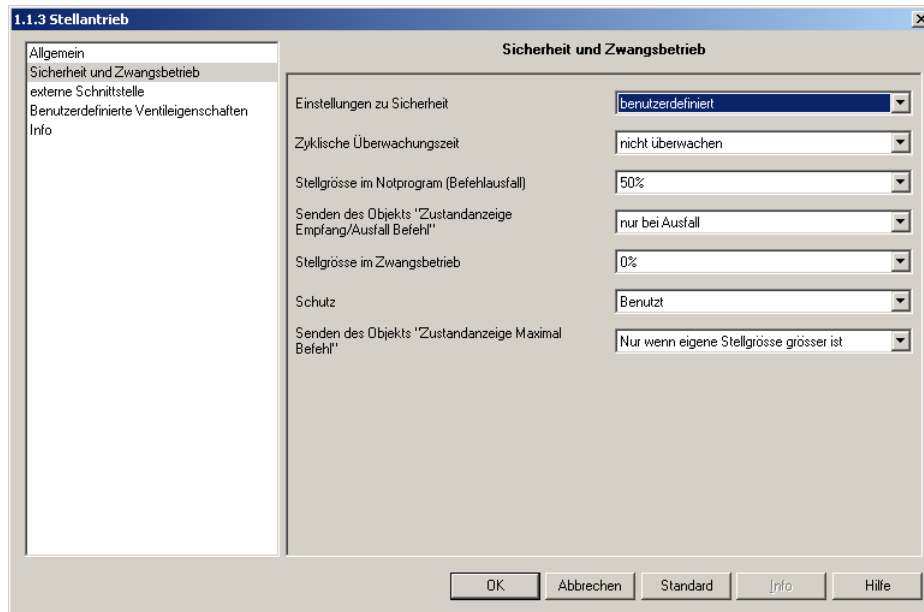 1.1.3 Stellantrieb
Allgemein
Sicherheit und Zwangsbetrieb
externe Schnittstelle
Benutzerdefinierte Ventileigenschaften
Info
Sicherheit und Zwangsbetrieb
Einstellungen zu Sicherheit
benutzerdefiniert
Zyklische Überwachungszeit
nicht überwachen
Stellgrösse im Notprogram (Befehlausfall)
50%
Senden des Objekts "Zustandanzeige
Empfang/Ausfall Befehl"
nur bei Ausfall
Stellgrösse im Zwangsbetrieb
0%
Schutz
Benutzt
Senden des Objekts "Zustandanzeige Maximal
Befehl"
Nur wenn eigene Stellgrösse grösser ist
OK
Abbrechen
Standard
Info
Hilfe